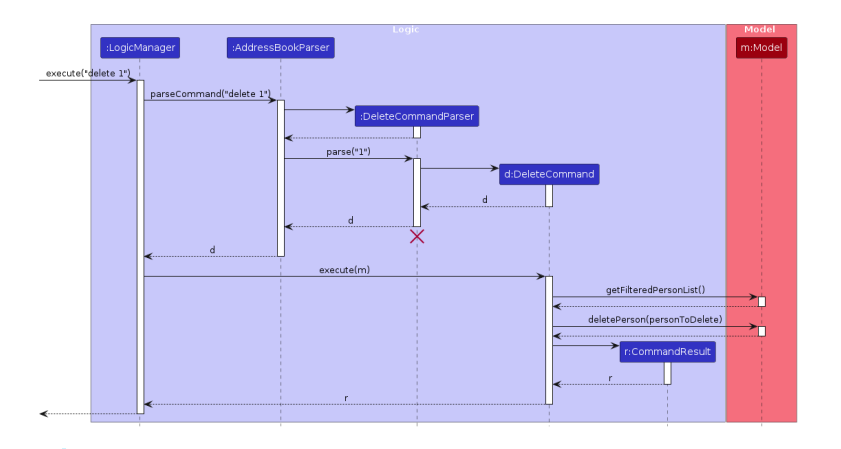 Logic
Model
:LogicManager
:AddressBookParser
m:Model
execute("delete 1")
parseCommand("delete 1")
:DeleteCommandParser
parse("1")
d:DeleteCommand
d
d
d
execute(m)
getFilteredPersonList()
deletePerson(personToDelete)
r:CommandResult
r
r